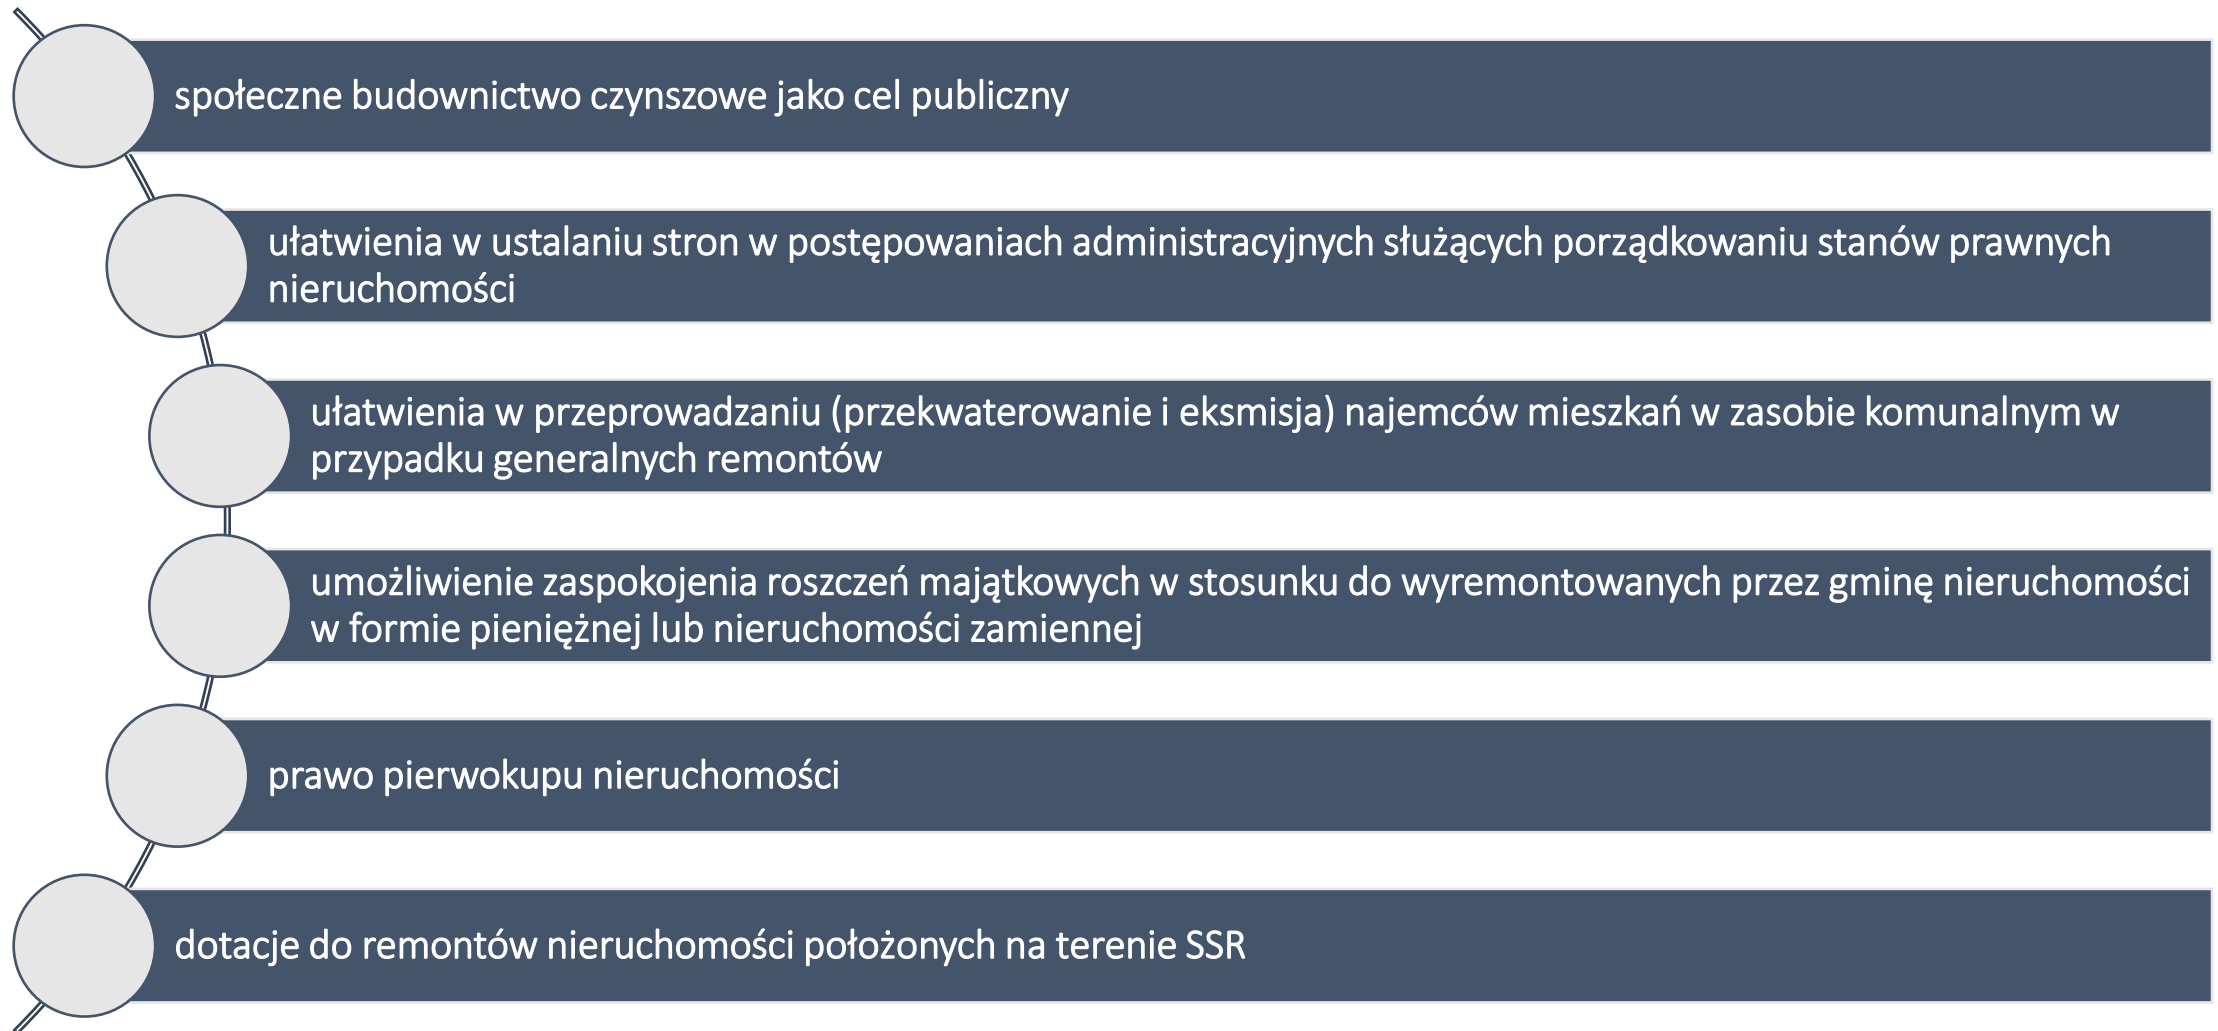 społeczne budownictwo czynszowe jako cel publiczny
ułatwienia w ustalaniu stron w postępowaniach administracyjnych służących porządkowaniu stanów prawnych
nieruchomości
ułatwienia w przeprowadzaniu (przekwaterowanie i eksmisja) najemców mieszkań w zasobie komunalnym w
przypadku generalnych remontów
umożliwienie zaspokojenia roszczeń majątkowych w stosunku do wyremontowanych przez gminę nieruchomości
w formie pieniężnej lub nieruchomości zamiennej
prawo pierwokupu nieruchomości
dotacje do remontów nieruchomości położonych na terenie SSR